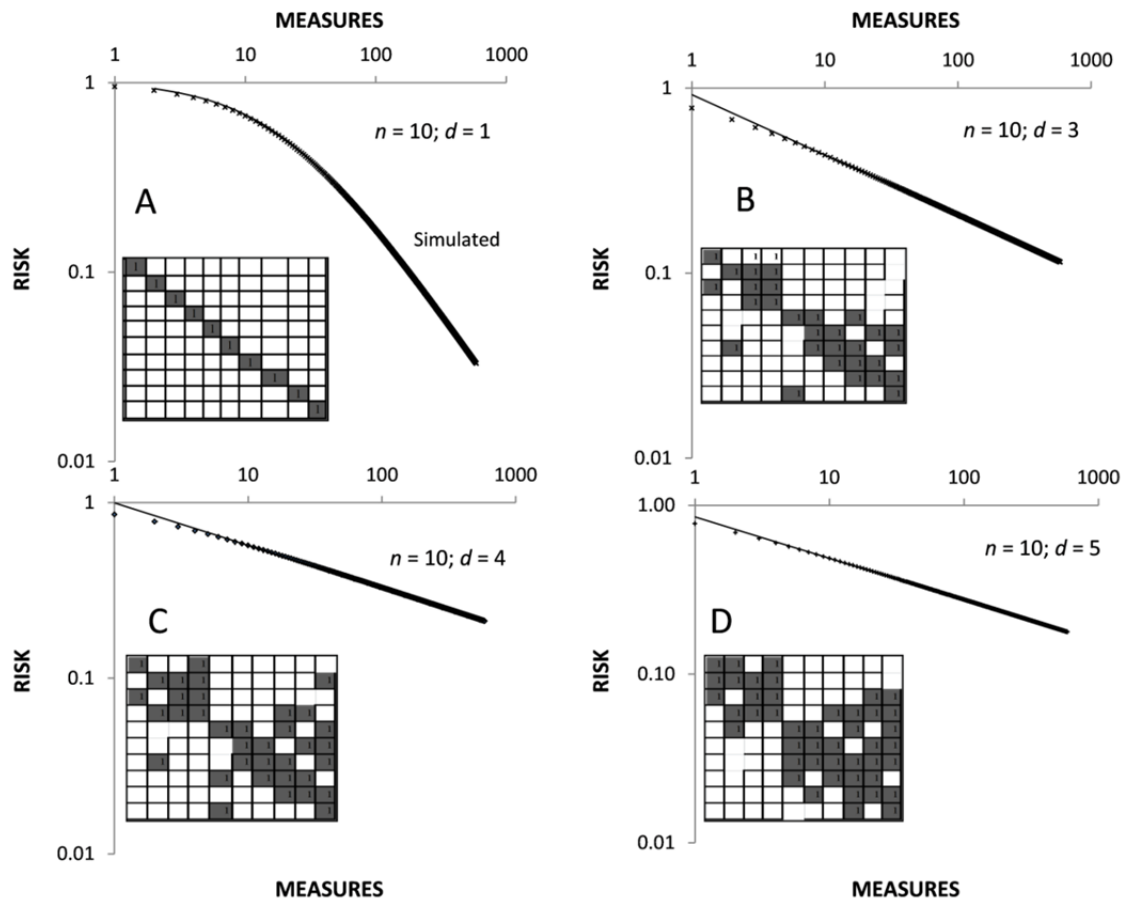 MEASURES
1 10 100 1000
1
0.1
0.01
RISK
n = 10; d = 1
A
Simulated
MEASURES
1 10 100 1000
1
0.1
0.01
RISK
n = 10; d = 3
B
1 10 100 1000
1
0.1
0.01
RISK
n = 10; d = 4
C
MEASURES
1 10 100 1000
1.00
0.10
0.01
RISK
n = 10; d = 5
D
MEASURES